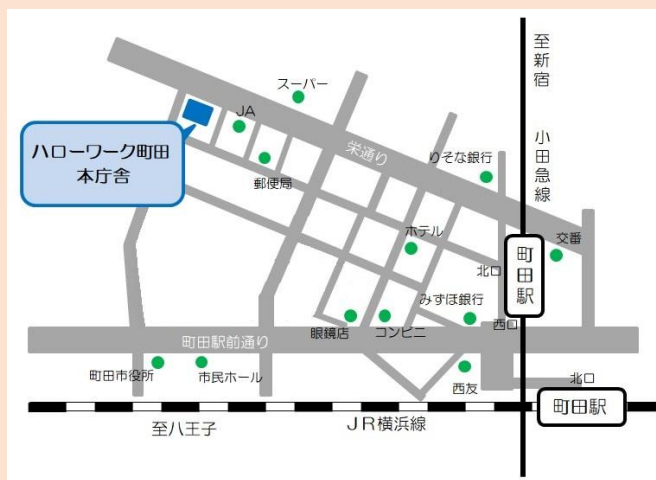 至新宿
小田急線
スーパー
JA
ハローワーク町田
本庁舎
栄通り
りそな銀行
郵便局
ホテル
交番
北口
町田駅
みずほ銀行
西口
眼鏡店
コンビニ
町田駅前通り
町田市役所
市民ホール
西友
北口
町田駅
至八王子
JR横浜線